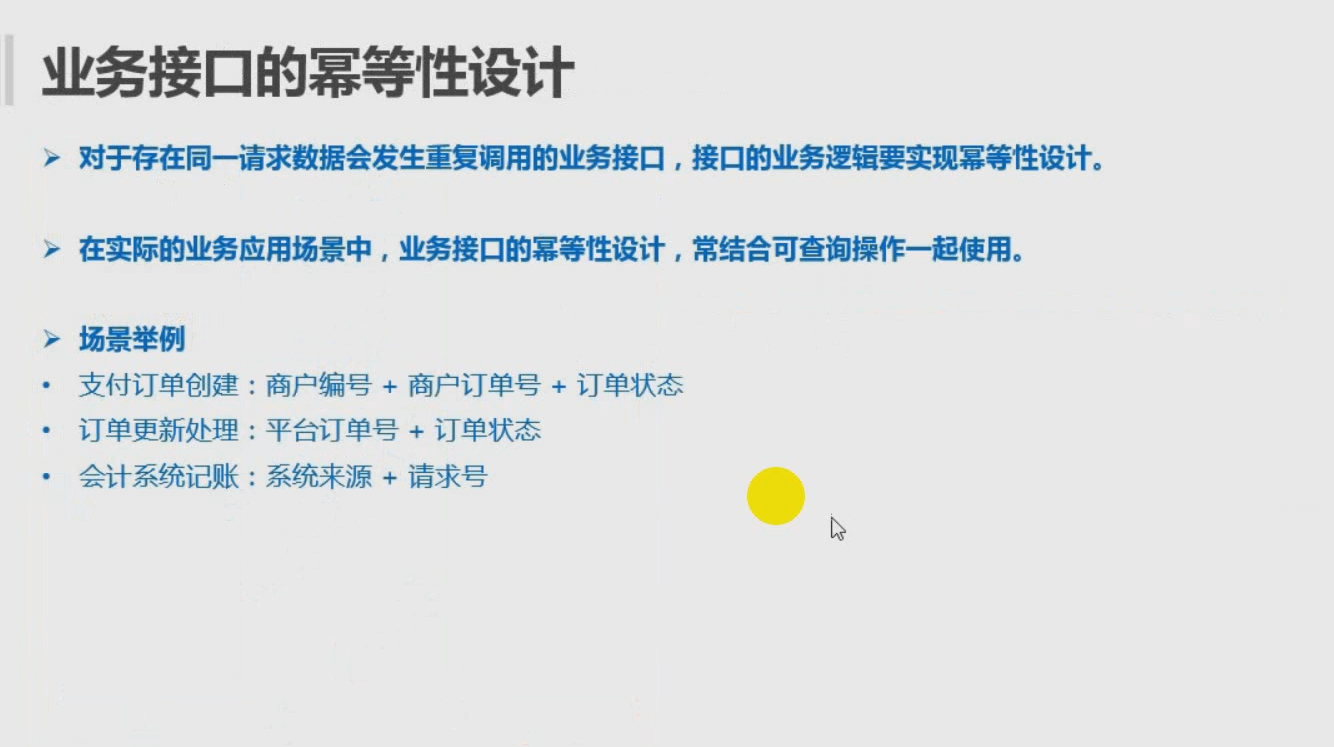 业务接口的幂等性设计
➢ 对于存在同一请求数据会发生重复调用的业务接口，接口的业务逻辑要实现幂等性设计。
➢ 在实际的业务应用场景中，业务接口的幂等性设计，常结合可查询操作一起使用。
➢ 场景举例
• 支付订单创建：商户编号 + 商户订单号 + 订单状态
• 订单更新处理：平台订单号 + 订单状态
• 会计系统记账：系统来源 + 请求号